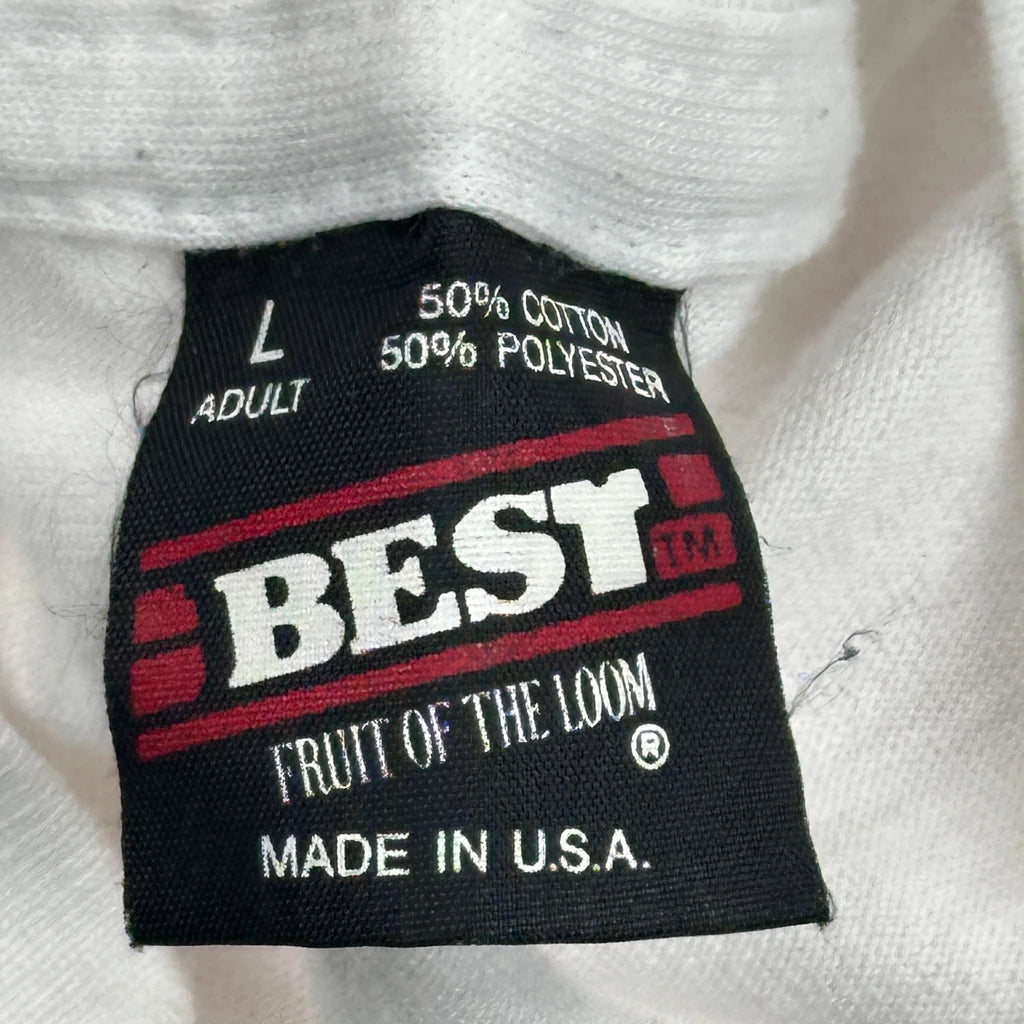 L
ADULT
50% COTTON
50% POLYESTER
BEST TM
FRUIT OF THE LOOM
®
MADE IN U.S.A.